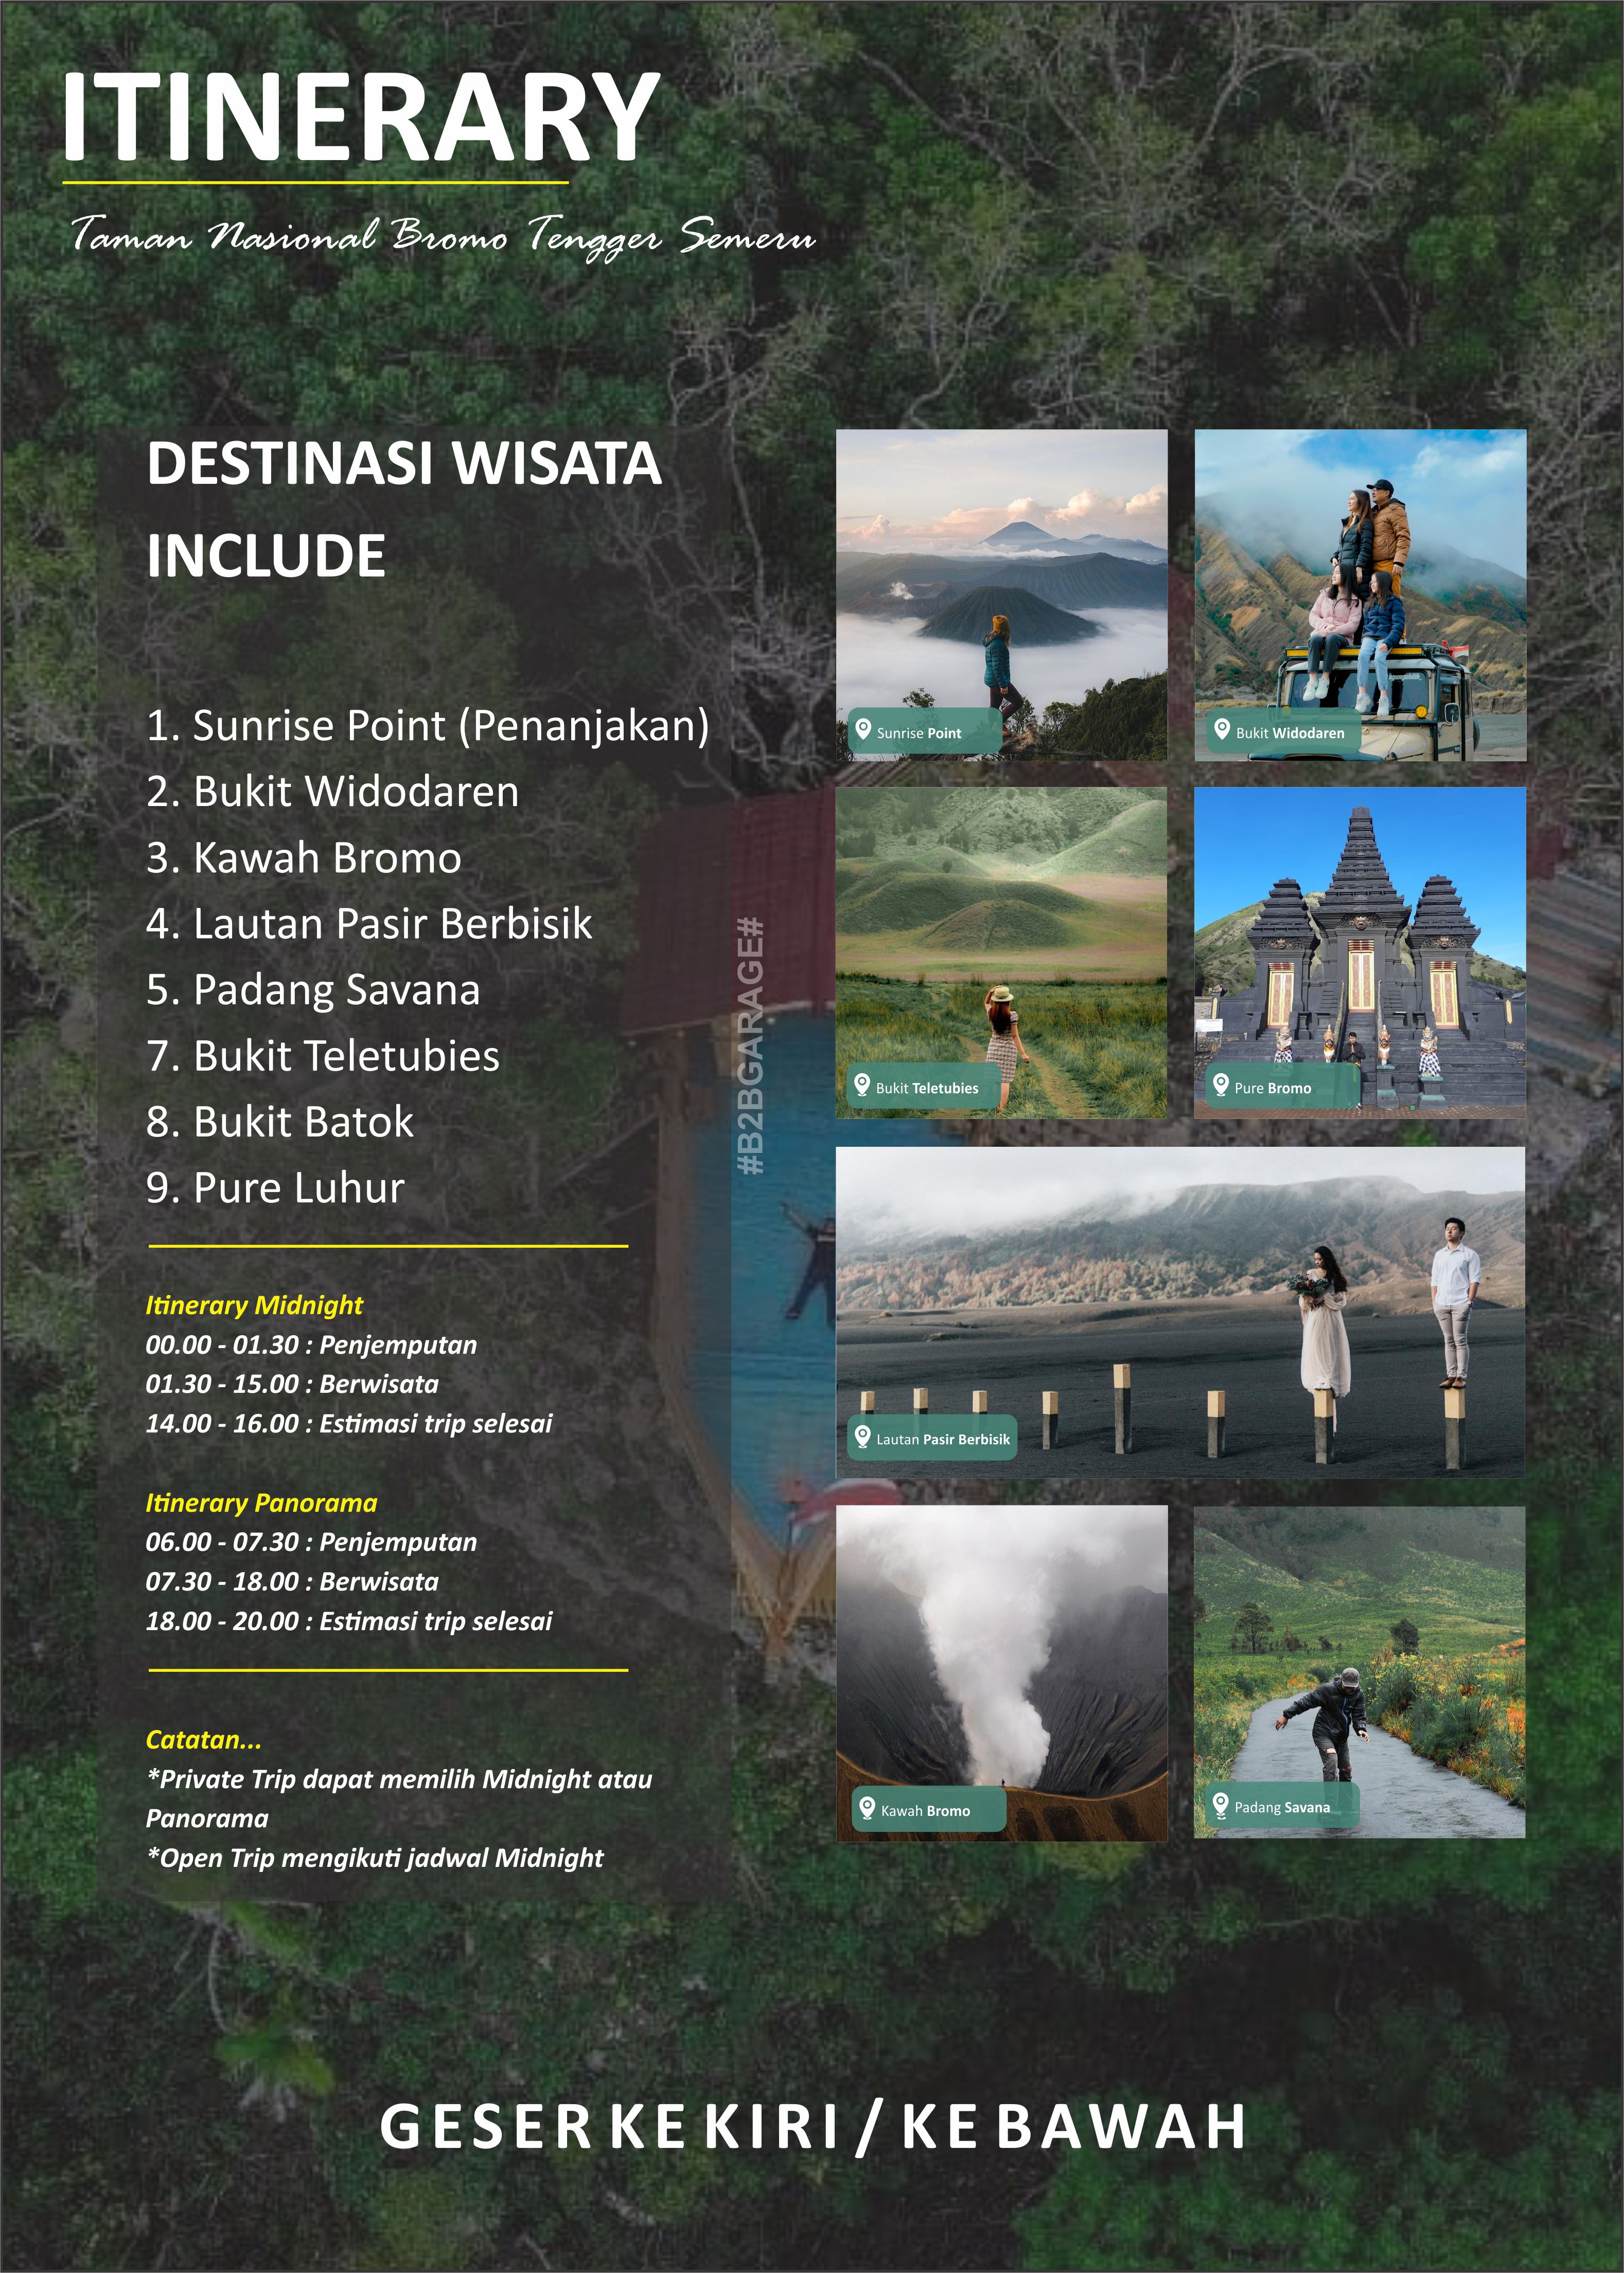 ITINERARY
Taman Nasional Bromo Tengger Semeru
DESTINASI WISATA
INCLUDE
1. Sunrise Point (Penanjakan)
2. Bukit Widodaren
3. Kawah Bromo
4. Lautan Pasir Berbisik
5. Padang Savana
7. Bukit Teletubies
8. Bukit Batok
9. Pure Luhur
Itinerary Midnight
00.00 - 01.30 : Penjemputan
01.30 - 15.00 : Berwisata
14.00 - 16.00 : Estimasi trip selesai
Itinerary Panorama
06.00 - 07.30 : Penjemputan
07.30 - 18.00 : Berwisata
18.00 - 20.00 : Estimasi trip selesai
Catatan...
*Private Trip dapat memilih Midnight atau
Panorama
*Open Trip mengikuti jadwal Midnight
#B2BGARAGE#
Sunrise Point
Bukit Widodaren
Bukit Teletubies
Pure Bromo
Lautan Pasir Berbisik
Kawah Bromo
Padang Savana
GESER KE KIRI / KE BAWAH